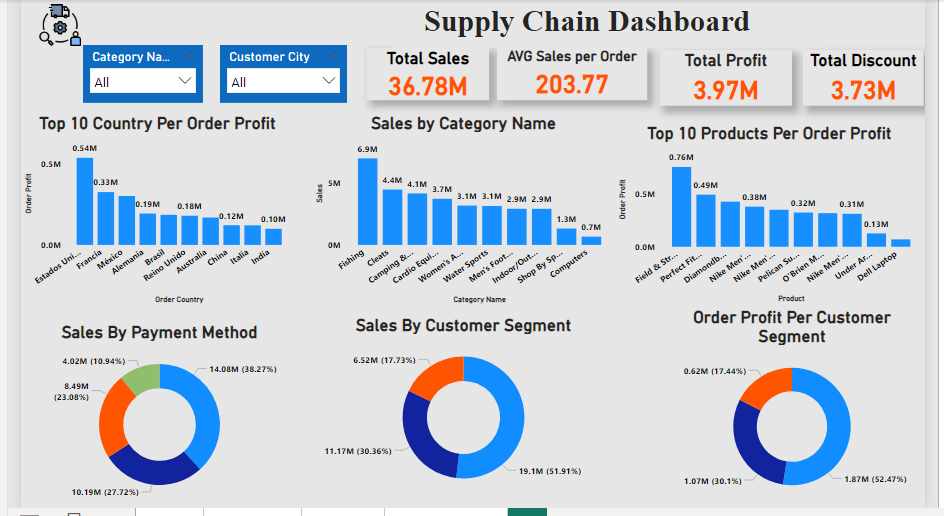 Supply Chain Dashboard
Category Na...
All
Customer City
All
Total Sales
36.78M
AVG Sales per Order
203.77
Total Profit
3.97M
Total Discount
3.73M
Top 10 Country Per Order Profit
Order Profit
0.5M
0.0M
0.54M
0.33M
0.19M
0.18M
0.12M
0.10M
Estados Uni...
Francia
México
Alemania
Brasil
Reino Unido
Australia
China
Italia
India
Order Country
Sales by Category Name
Sales
5M
0M
6.9M
4.4M
4.1M
3.7M
3.1M
3.1M
2.9M
2.9M
1.3M
0.7M
Fishing
Cleats
Camping &...
Cardio Equi...
Women's A...
Water Sports
Men's Foot...
Indoor/Out...
Shop By Sp...
Computers
Category Name
Top 10 Products Per Order Profit
Order Profit
0.5M
0.0M
0.76M
0.49M
0.38M
0.32M
0.31M
0.13M
Field & Str...
Perfect Fit...
Diamondb...
Nike Men'...
Nike Men'...
Pelican Su...
O'Brien M...
Nike Men'...
Under Ar...
Dell Laptop
Product
Sales By Payment Method
4.02M (10.94%)
14.08M (38.27%)
8.49M
(23.08%)
10.19M (27.72%)
Sales By Customer Segment
6.52M (17.73%)
11.17M (30.36%)
19.1M (51.91%)
Order Profit Per Customer
Segment
0.62M (17.44%)
1.07M (30.1%)
1.87M (52.47%)